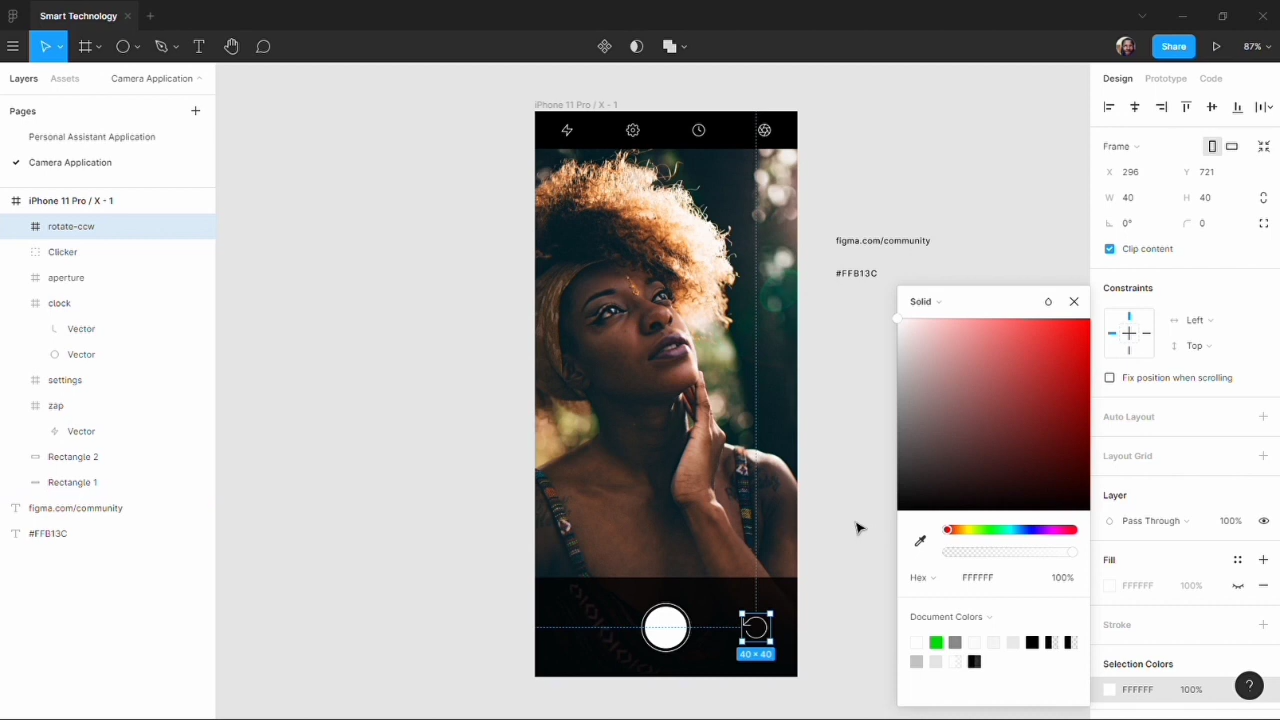 Smart Technology
Share
87%
Layers
Assets
Camera Application
Pages
Personal Assistant Application
Camera Application
iPhone 11 Pro / X - 1
rotate-ccw
Clicker
aperture
clock
Vector
Vector
settings
zap
Vector
Rectangle 2
Rectangle 1
figma.com/community
#FFB13C
iPhone 11 Pro / X - 1
40 × 40
figma.com/community
#FFB13C
Solid
Hex
FFFFFF
100%
Document Colors
Design
Prototype
Code
Frame
X 296
Y 721
W 40
H 40
0°
0
Clip content
Constraints
Left
Top
Fix position when scrolling
Auto Layout
Layout Grid
Layer
Pass Through
100%
Fill
FFFFFF
100%
Stroke
Selection Colors
FFFFFF
100%
?